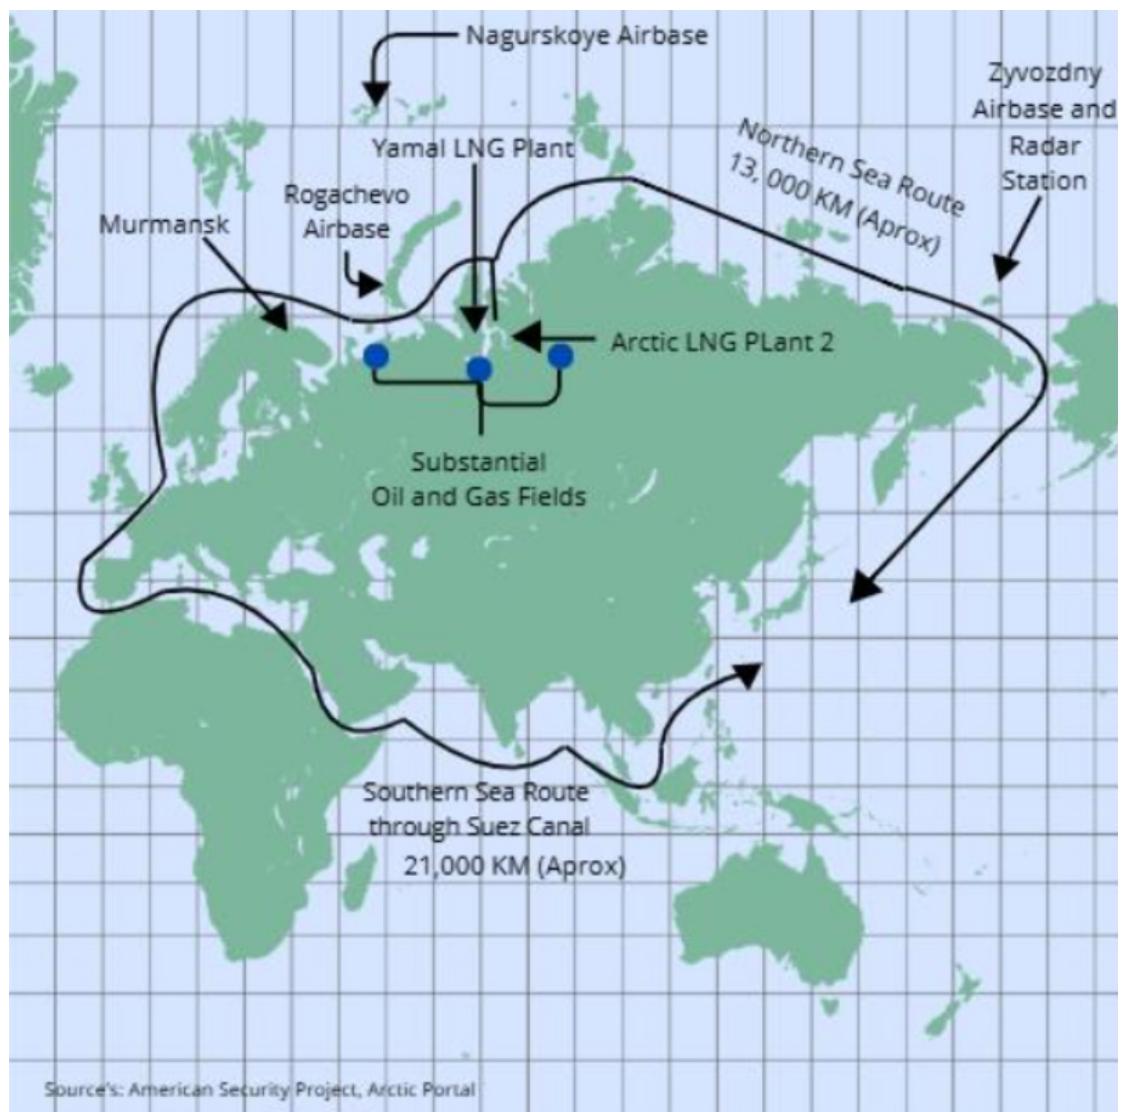 Nagurskoye Airbase
Zyvozdny
Airbase and
Radar
Station
Northern Sea Route
13, 000 KM (Aprox)
Yamal LNG Plant
Rogachevo
Airbase
Murmansk
Arctic LNG PLant 2
Substantial
Oil and Gas Fields
Southern Sea Route
through Suez Canal
21,000 KM (Aprox)
Source's: American Security Project, Arctic Portal